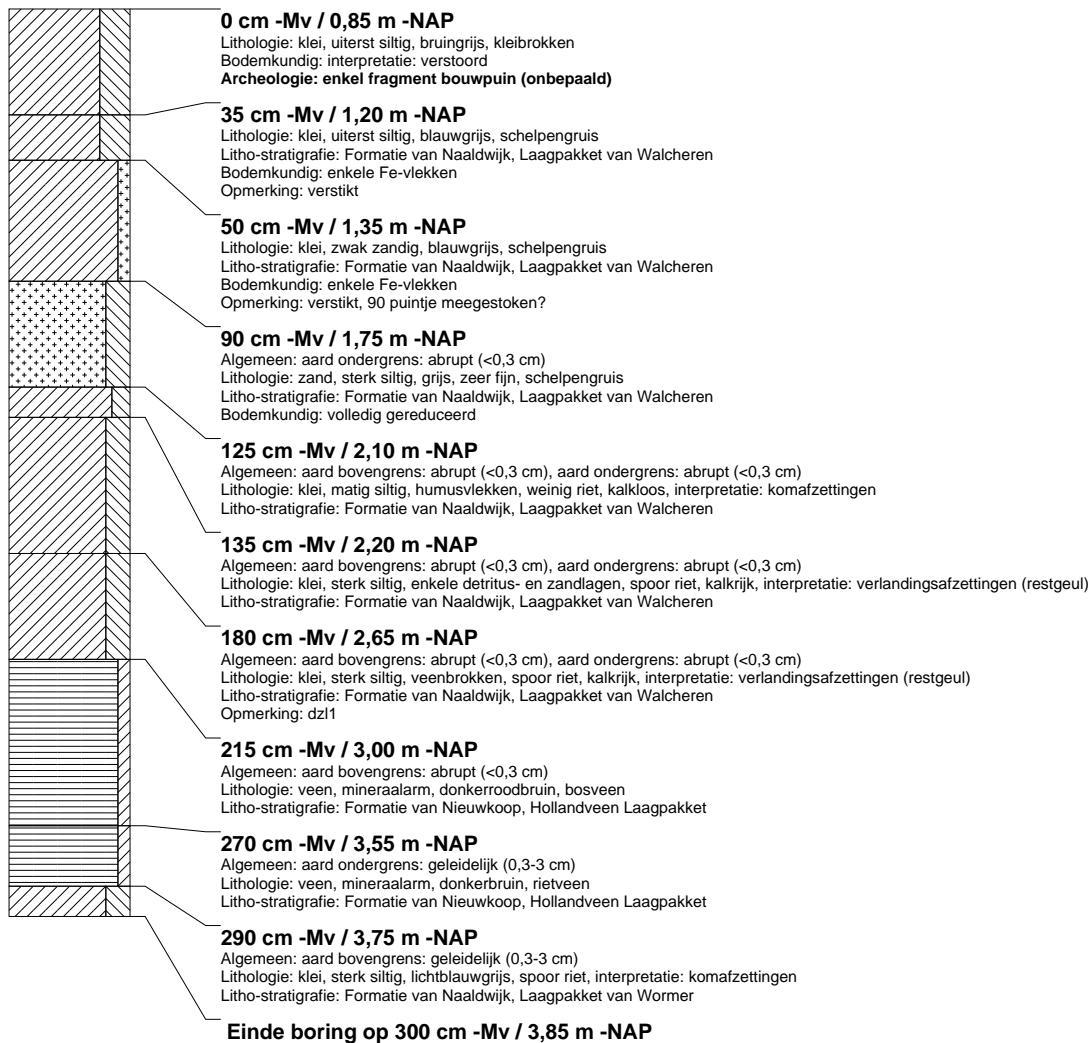 0 cm -Mv / 0,85 m -NAP
Lithologie: klei, uiterst siltig, bruingrijs, kleibrokken
Bodemkundig: interpretatie: verstoord
Archeologie: enkel fragment bouwpuin (onbepaald)
35 cm -Mv / 1,20 m -NAP
Lithologie: klei, uiterst siltig, blauwgrijs, schelpengruis
Litho-stratigrafie: Formatie van Naaldwijk, Laagpakket van Walcheren
Bodemkundig: enkele Fe-vlekken
Opmerking: verstikt
50 cm -Mv / 1,35 m -NAP
Lithologie: klei, zwak zandig, blauwgrijs, schelpengruis
Litho-stratigrafie: Formatie van Naaldwijk, Laagpakket van Walcheren
Bodemkundig: enkele Fe-vlekken
Opmerking: verstikt, 90 puintje meegestoken?
90 cm -Mv / 1,75 m -NAP
Algemeen: aard ondergrens: abrupt (<0,3 cm)
Lithologie: zand, sterk siltig, grijs, zeer fijn, schelpengruis
Litho-stratigrafie: Formatie van Naaldwijk, Laagpakket van Walcheren
Bodemkundig: volledig gereduceerd
125 cm -Mv / 2,10 m -NAP
Algemeen: aard bovengrens: abrupt (<0,3 cm), aard ondergrens: abrupt (<0,3 cm)
Lithologie: klei, matig siltig, humusvlekken, weinig riet, kalkloos, interpretatie: komafzettingen
Litho-stratigrafie: Formatie van Naaldwijk, Laagpakket van Walcheren
135 cm -Mv / 2,20 m -NAP
Algemeen: aard bovengrens: abrupt (<0,3 cm), aard ondergrens: abrupt (<0,3 cm)
Lithologie: klei, sterk siltig, enkele detritus- en zandlagen, spoor riet, kalkrijk, interpretatie: verlandingsafzettingen (restgeul)
Litho-stratigrafie: Formatie van Naaldwijk, Laagpakket van Walcheren
180 cm -Mv / 2,65 m -NAP
Algemeen: aard bovengrens: abrupt (<0,3 cm), aard ondergrens: abrupt (<0,3 cm)
Lithologie: klei, sterk siltig, veenbrokken, spoor riet, kalkrijk, interpretatie: verlandingsafzettingen (restgeul)
Litho-stratigrafie: Formatie van Naaldwijk, Laagpakket van Walcheren
Opmerking: dzl1
215 cm -Mv / 3,00 m -NAP
Algemeen: aard bovengrens: abrupt (<0,3 cm)
Lithologie: veen, mineraalarm, donkerroodbruin, bosveen
Litho-stratigrafie: Formatie van Nieuwkoop, Hollandveen Laagpakket
270 cm -Mv / 3,55 m -NAP
Algemeen: aard ondergrens: geleidelijk (0,3-3 cm)
Lithologie: veen, mineraalarm, donkerbruin, rietveen
Litho-stratigrafie: Formatie van Nieuwkoop, Hollandveen Laagpakket
290 cm -Mv / 3,75 m -NAP
Algemeen: aard bovengrens: geleidelijk (0,3-3 cm)
Lithologie: klei, sterk siltig, lichtblauwgrijs, spoor riet, interpretatie: komafzettingen
Litho-stratigrafie: Formatie van Naaldwijk, Laagpakket van Wormer
Einde boring op 300 cm -Mv / 3,85 m -NAP